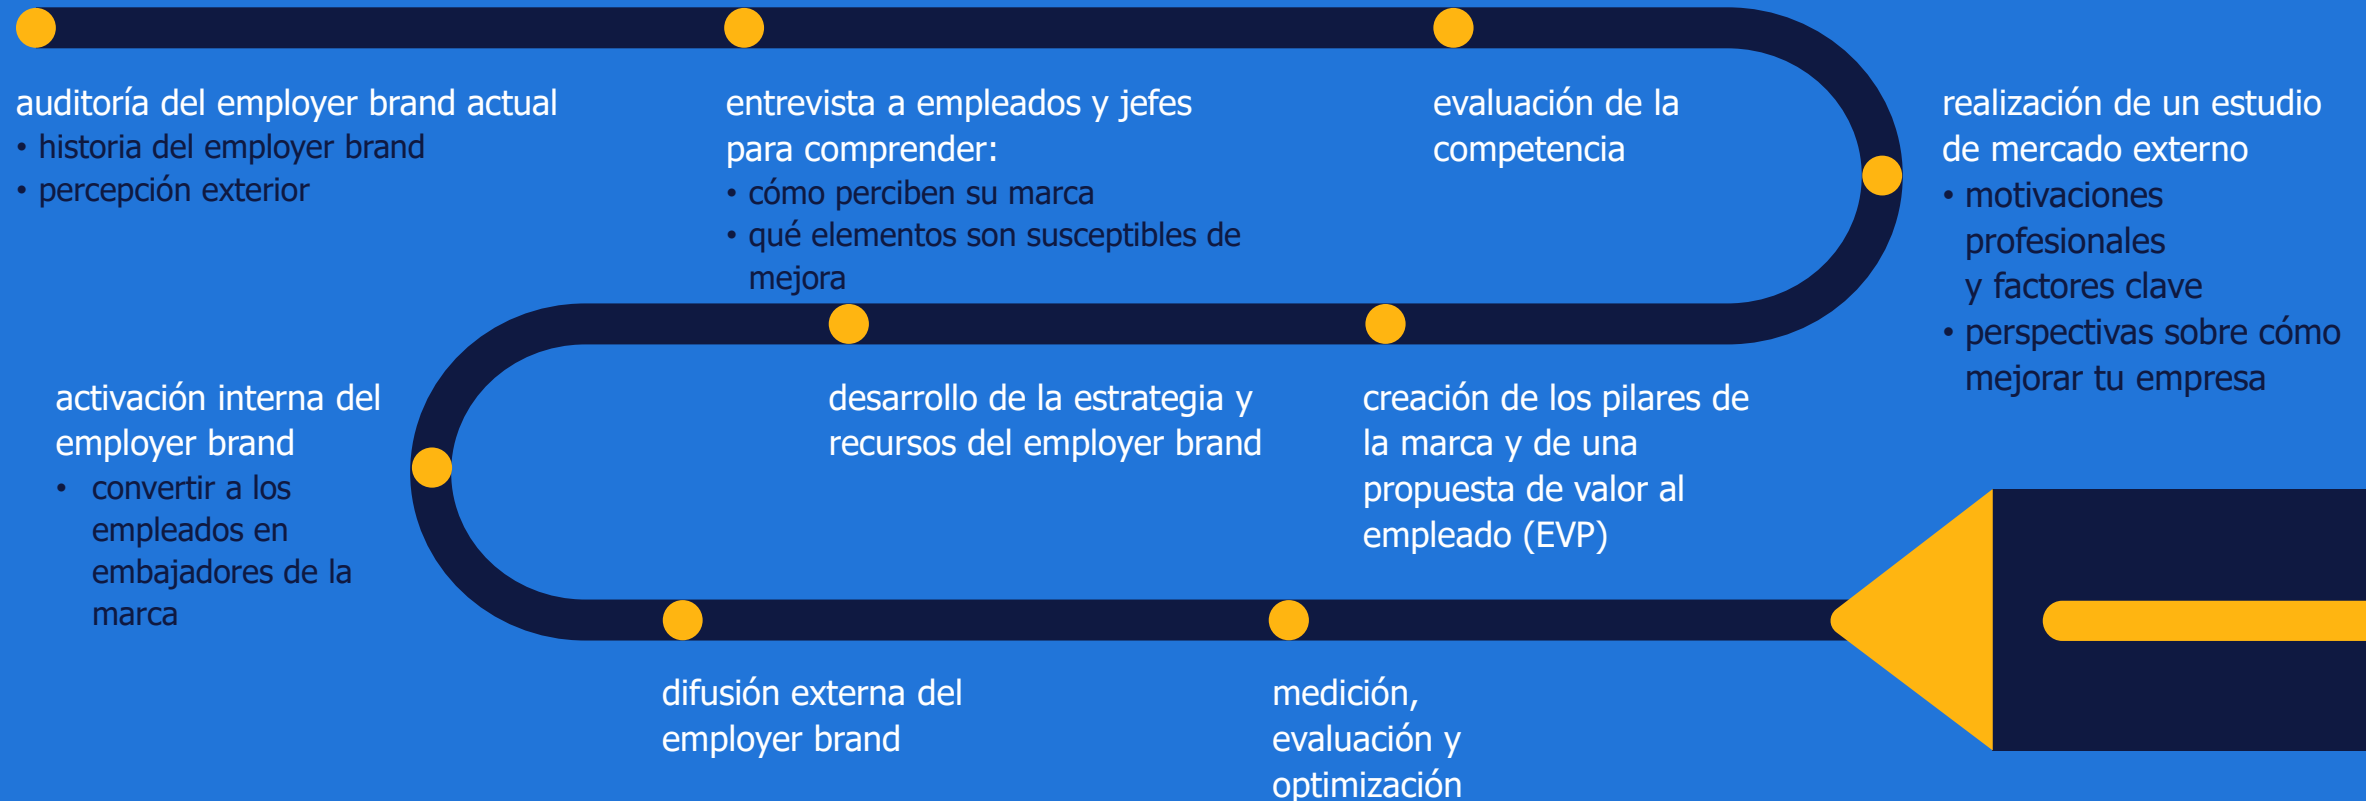 auditoría del employer brand actual
• historia del employer brand
• percepción exterior
entrevista a empleados y jefes
para comprender:
• cómo perciben su marca
• qué elementos son susceptibles de
mejora
evaluación de la
competencia
realización de un estudio
de mercado externo
• motivaciones
profesionales
y factores clave
• perspectivas sobre cómo
mejorar tu empresa
creación de los pilares de
la marca y de una
propuesta de valor al
empleado (EVP)
desarrollo de la estrategia y
recursos del employer brand
activación interna del
employer brand
• convertir a los
empleados en
embajadores de la
marca
difusión externa del
employer brand
medición,
evaluación y
optimización